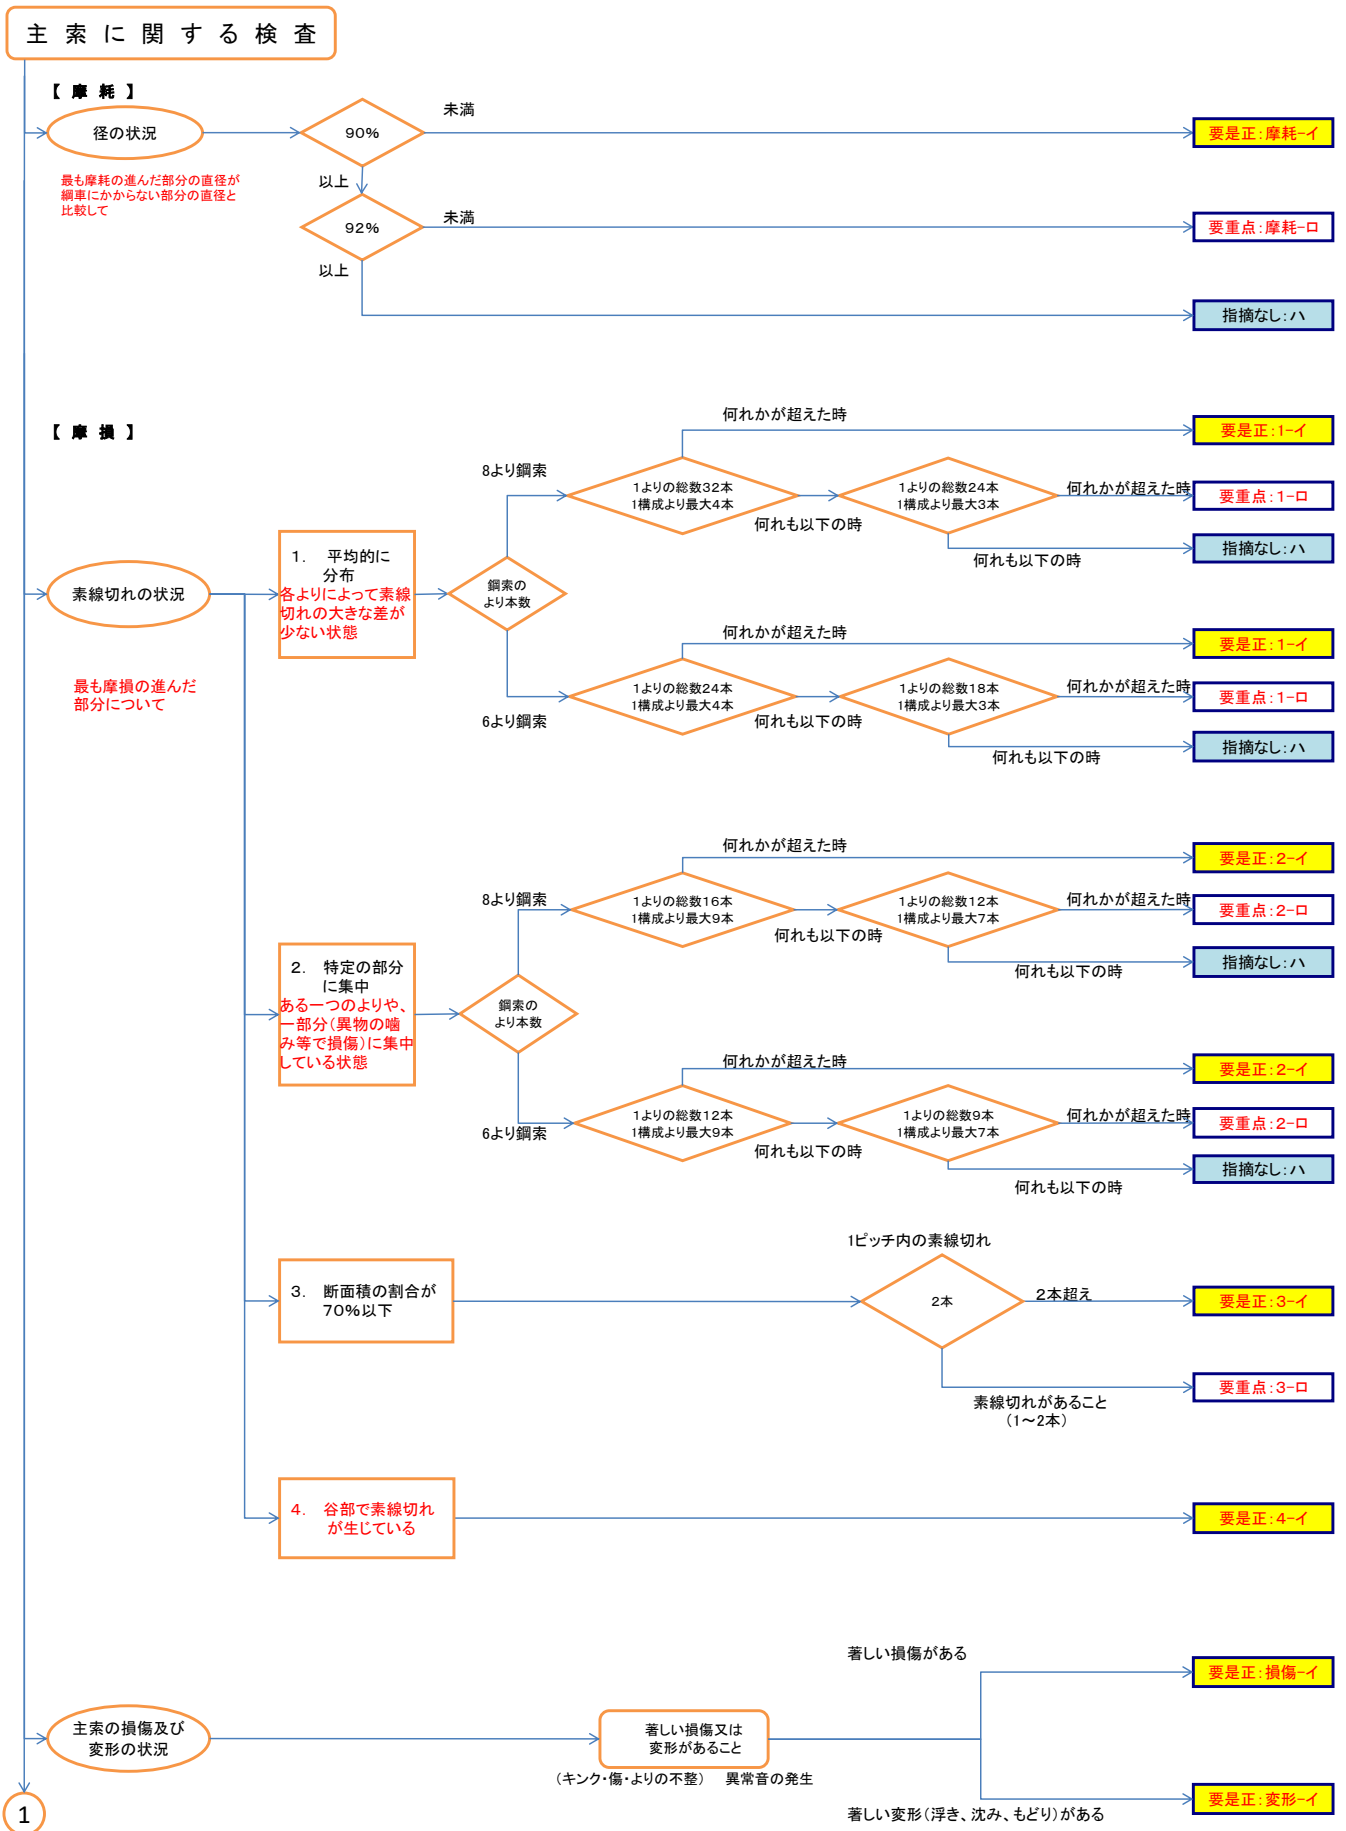 主索に関する検査
【 摩 耗 】
径の状況
90%
未満
要是正:摩耗-イ
最も摩耗の進んだ部分の直径が
綱車にかからない部分の直径と
比較して
以上
92%
未満
要重点:摩耗-ロ
以上
指摘なし:ハ
【 摩 損 】
何れかが超えた時
要是正:1-イ
8より鋼索
1よりの総数32本
1構成より最大4本
何れも以下の時
1よりの総数24本
1構成より最大3本
何れかが超えた時
要重点:1-ロ
何れも以下の時
指摘なし:ハ
素線切れの状況
1. 平均的に
分布
各よりによって素線
切れの大きな差が
少ない状態
鋼索の
より本数
最も摩損の進んだ
部分について
何れかが超えた時
要是正:1-イ
6より鋼索
1よりの総数24本
1構成より最大4本
何れも以下の時
1よりの総数18本
1構成より最大3本
何れかが超えた時
要重点:1-ロ
何れも以下の時
指摘なし:ハ
何れかが超えた時
要是正:2-イ
8より鋼索
1よりの総数16本
1構成より最大9本
何れも以下の時
1よりの総数12本
1構成より最大7本
何れかが超えた時
要重点:2-ロ
何れも以下の時
指摘なし:ハ
2. 特定の部分
に集中
ある一つのよりや、
一部分(異物の噛
み等で損傷)に集中
している状態
鋼索の
より本数
何れかが超えた時
要是正:2-イ
6より鋼索
1よりの総数12本
1構成より最大9本
何れも以下の時
1よりの総数9本
1構成より最大7本
何れかが超えた時
要重点:2-ロ
何れも以下の時
指摘なし:ハ
1ピッチ内の素線切れ
3. 断面積の割合が
70%以下
2本
2本超え
要是正:3-イ
要重点:3-ロ
素線切れがあること
(1～2本)
4. 谷部で素線切れ
が生じている
要是正:4-イ
著しい損傷がある
要是正:損傷-イ
主索の損傷及び
変形の状況
著しい損傷又は
変形があること
(キンク・傷・よりの不整) 異常音の発生
要是正:変形-イ
著しい変形(浮き、沈み、もどり)がある
1